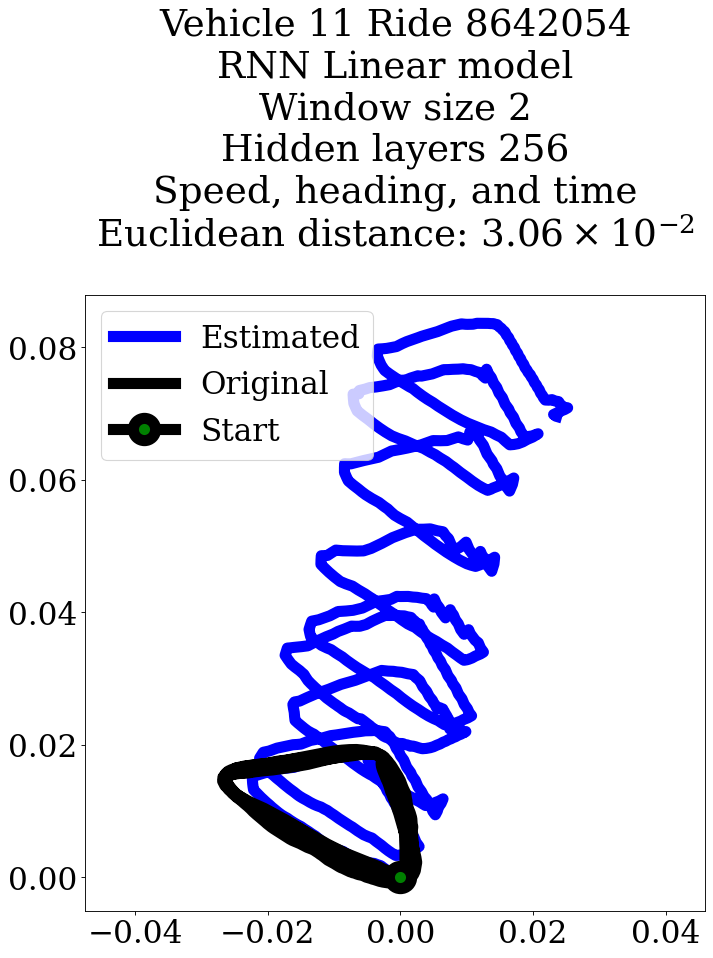 Vehicle 11 Ride 8642054
RNN Linear model
Window size 2
Hidden layers 256
Speed, heading, and time
Euclidean distance: 3.06 × 10⁻²
Estimated
Original
Start
0.08
0.06
0.04
0.02
0.00
−0.04 −0.02 0.00 0.02 0.04